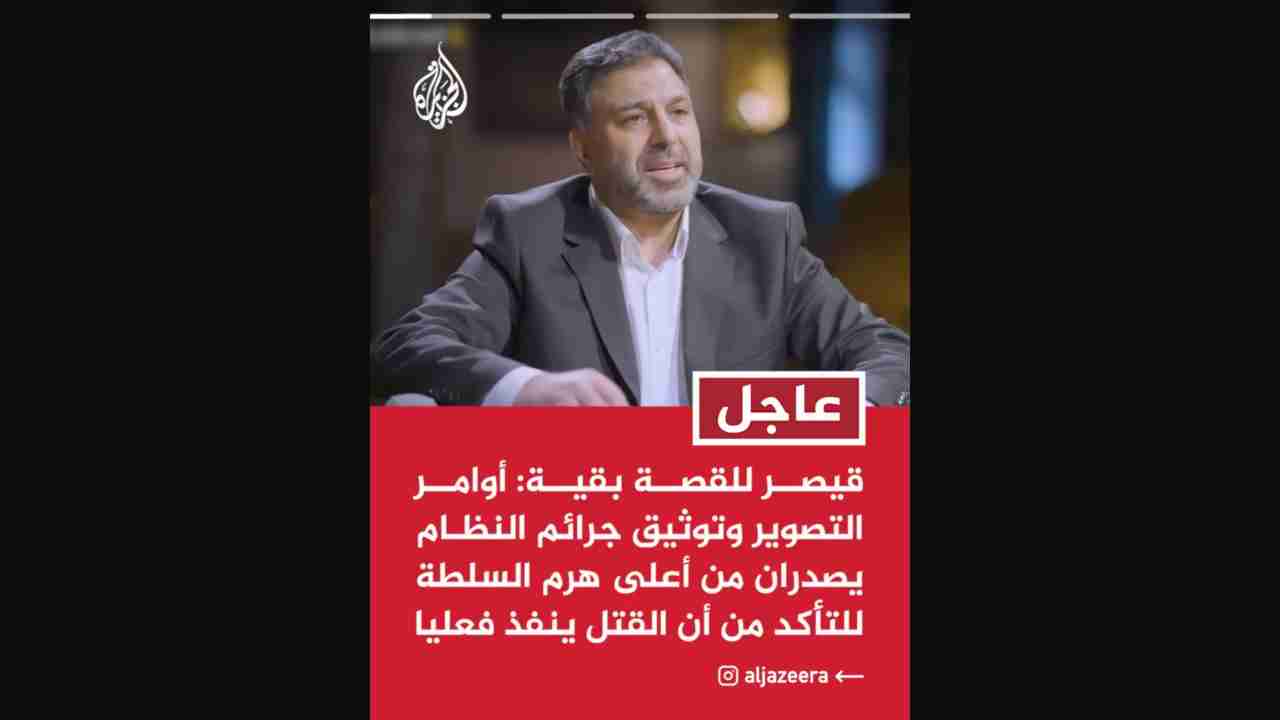 الجزيرة
عاجل
قيصر للقصة بقية: أوامر
التصوير وتوثيق جرائم النظام
يصدران من أعلى هرم السلطة
للتأكد من أن القتل ينفذ فعليا
aljazeera